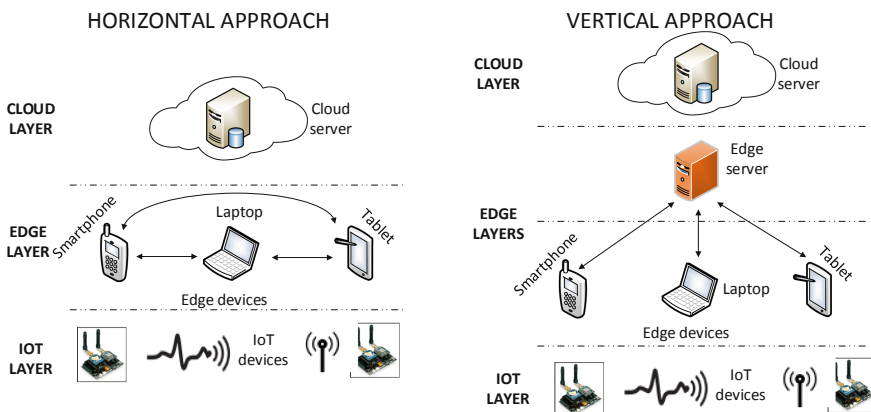 HORIZONTAL APPROACH
CLOUD
LAYER
Cloud
server
EDGE
LAYER
Smartphone
Laptop
Tablet
Edge devices
IOT
LAYER
IoT
devices
VERTICAL APPROACH
CLOUD
LAYER
Cloud
server
Edge
server
EDGE
LAYERS
Smartphone
Laptop
Tablet
Edge devices
IOT
LAYER
IoT
devices